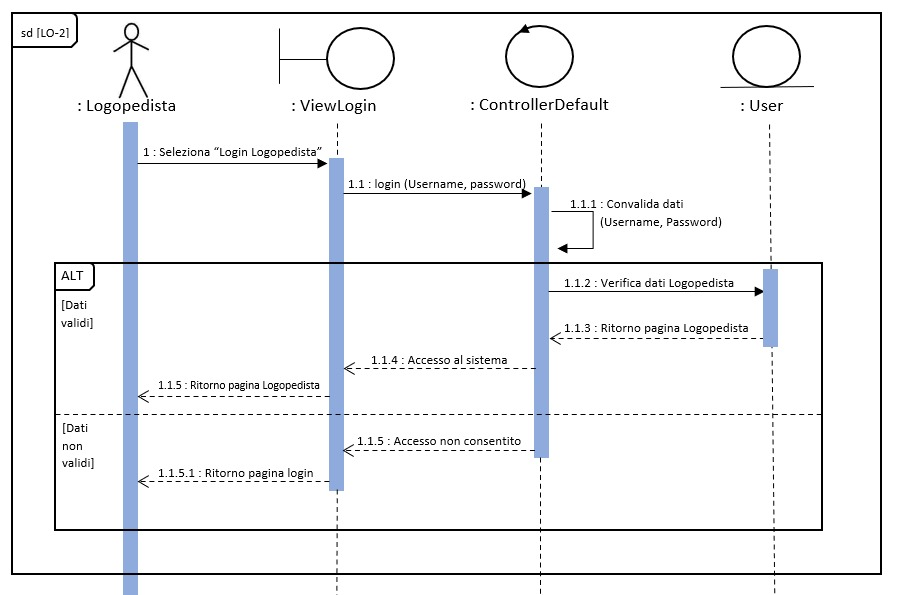 sd [LO-2]
: Logopedista
: ViewLogin
: ControllerDefault
: User
1 : Seleziona “Login Logopedista”
1.1 : login (Username, password)
1.1.1 : Convalida dati
(Username, Password)
ALT
[Dati
validi]
1.1.2 : Verifica dati Logopedista
1.1.3 : Ritorno pagina Logopedista
1.1.4 : Accesso al sistema
1.1.5 : Ritorno pagina Logopedista
[Dati
non
validi]
1.1.5 : Accesso non consentito
1.1.5.1 : Ritorno pagina login